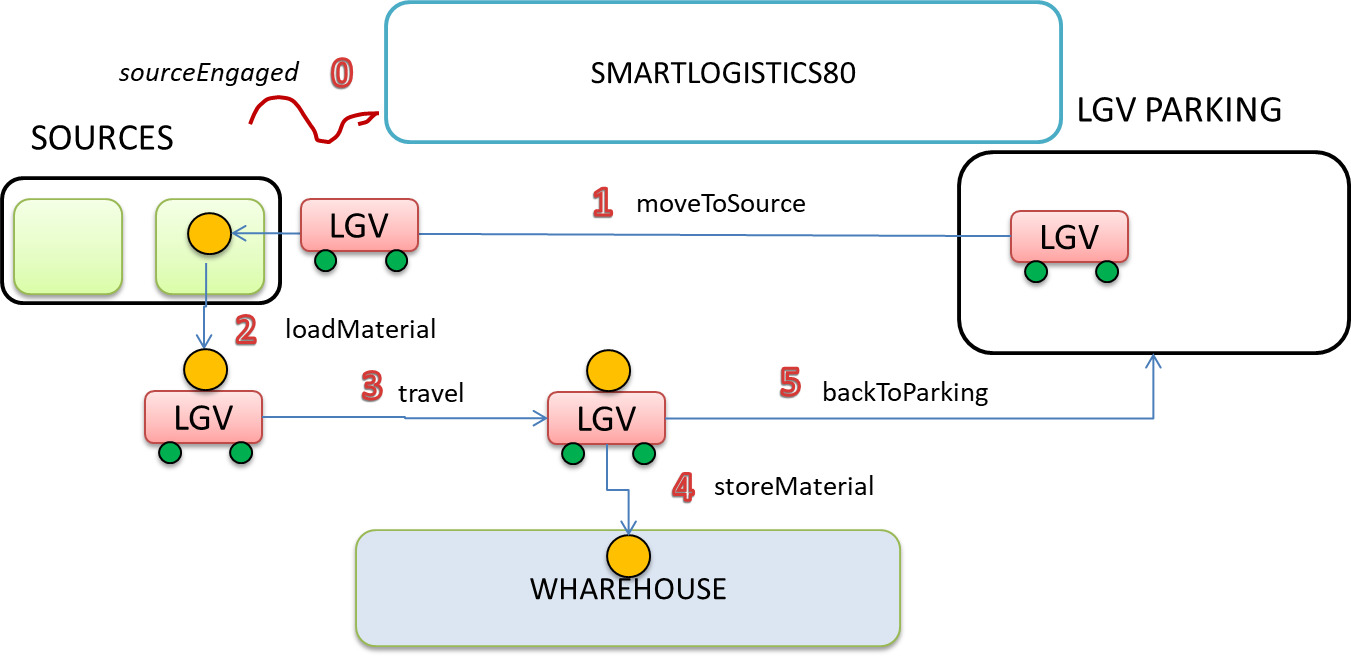 SMARTLOGISTICS80
sourceEngaged 0
LGV PARKING
SOURCES
1 moveToSource
LGV
LGV
2 loadMaterial
3 travel
5 backToParking
LGV
LGV
4 storeMaterial
WHAREHOUSE